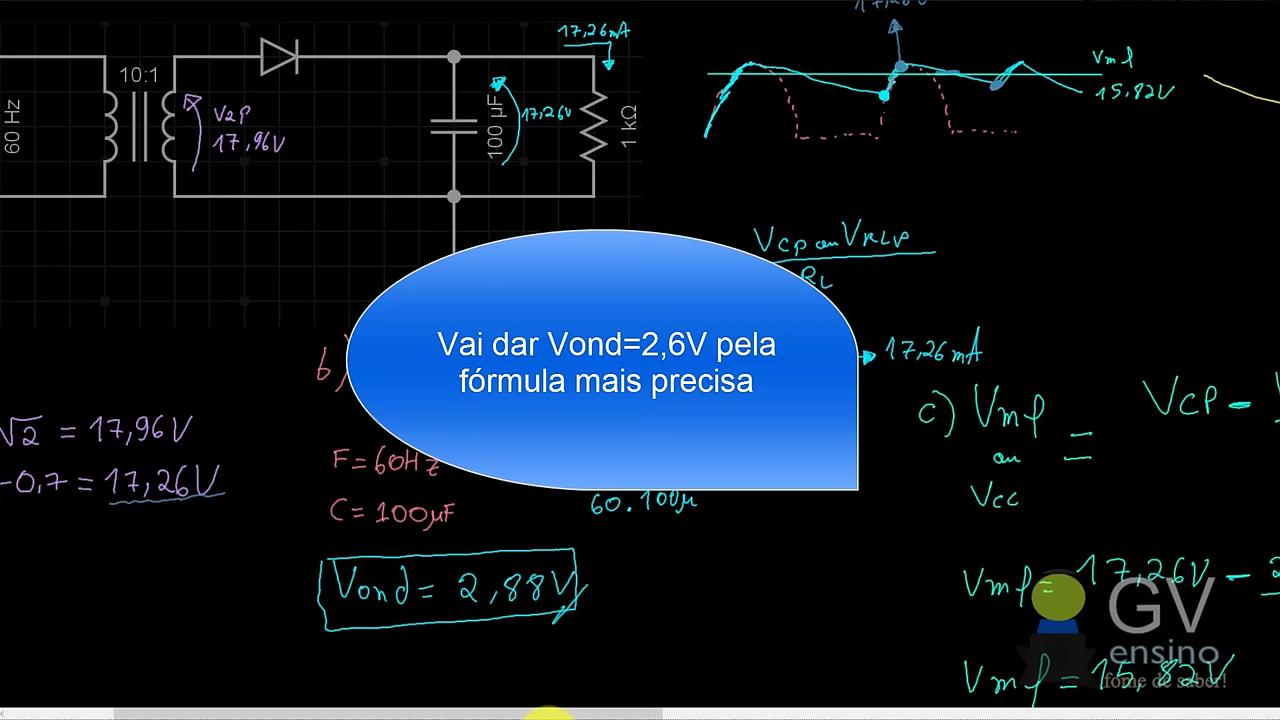 17,26mA
10:1
60 Hz
V2P
17,96V
100 µF
17,26V
1 kΩ
Vmf
15,82V
VCP ou VRLP
RL
17,26mA
Vai dar Vond=2,6V pela
fórmula mais precisa
b)
√2 = 17,96V
-0,7 = 17,26V
F=60Hz
C=100µF
60.100µ
Vond = 2,88V
c) Vmf = VCP -
ou
Vcc
Vmf = 17,26V - 2
Vmf = 15,82V
GV
ensino
fome de saber!